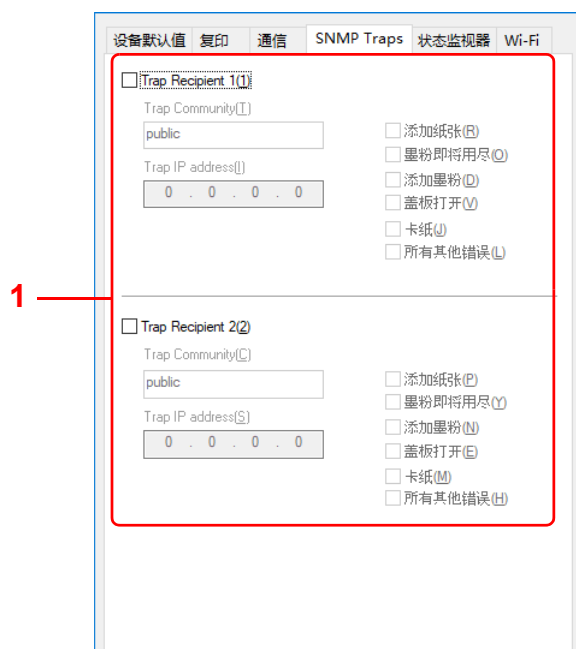 设备默认值 复印 通信 SNMP Traps 状态监视器 Wi-Fi
Trap Recipient 1(1)
Trap Community(T)
public
Trap IP address(I)
0 . 0 . 0 . 0
添加纸张(R)
墨粉即将用尽(O)
添加墨粉(D)
盖板打开(V)
卡纸(J)
所有其他错误(L)
1
Trap Recipient 2(2)
Trap Community(C)
public
Trap IP address(S)
0 . 0 . 0 . 0
添加纸张(P)
墨粉即将用尽(Y)
添加墨粉(N)
盖板打开(E)
卡纸(M)
所有其他错误(H)